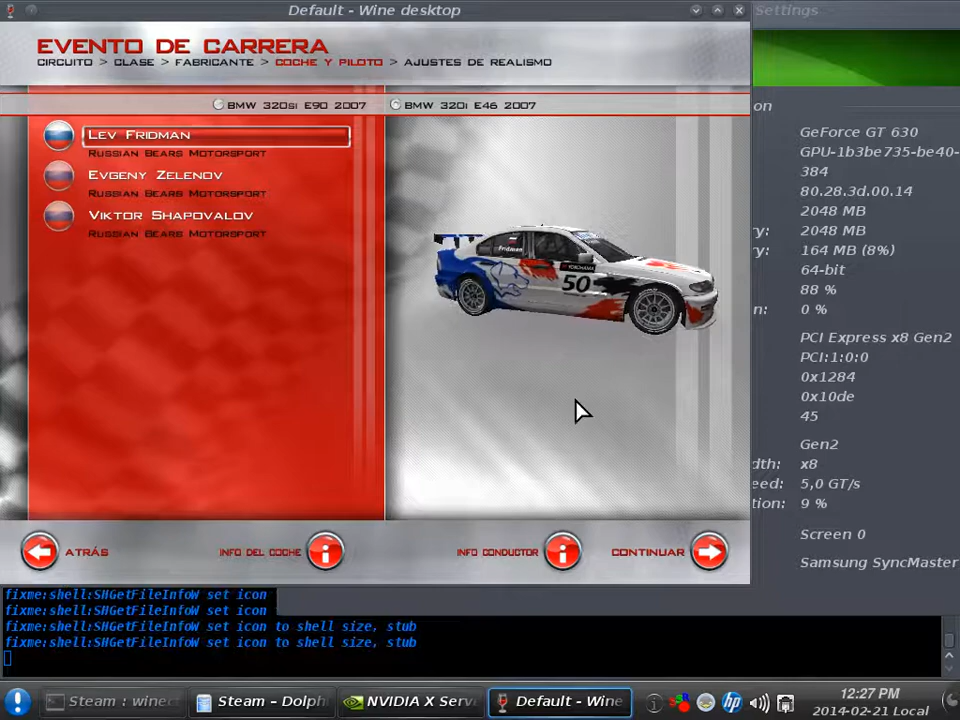 Default - Wine desktop
Settings
EVENTO DE CARRERA
CIRCUITO > CLASE > FABRICANTE > COCHE Y PILOTO > AJUSTES DE REALISMO
BMW 320si E90 2007
BMW 320i E46 2007
LEV FRIDMAN
RUSSIAN BEARS MOTORSPORT
EVGENY ZELENOV
RUSSIAN BEARS MOTORSPORT
VIKTOR SHAPOVALOV
RUSSIAN BEARS MOTORSPORT
Fridman
YOKOHAMA
50
on
GeForce GT 630
GPU-1b3be735-be40-
384
80.28.3d.00.14
2048 MB
ry: 2048 MB
y: 164 MB (8%)
64-bit
88 %
n: 0 %
PCI Express x8 Gen2
PCI:1:0:0
0x1284
0x10de
45
Gen2
dth: x8
eed: 5,0 GT/s
tion: 9 %
Screen 0
Samsung SyncMaster
ATRÁS
INFO DEL COCHE
INFO CONDUCTOR
CONTINUAR
fixme:shell:SHGetFileInfoW set icon
fixme:shell:SHGetFileInfoW set icon
fixme:shell:SHGetFileInfoW set icon to shell size, stub
fixme:shell:SHGetFileInfoW set icon to shell size, stub
Steam : winec
Steam – Dolph
NVIDIA X Serv
Default - Wine
hp
12:27 PM
2014-02-21 Local